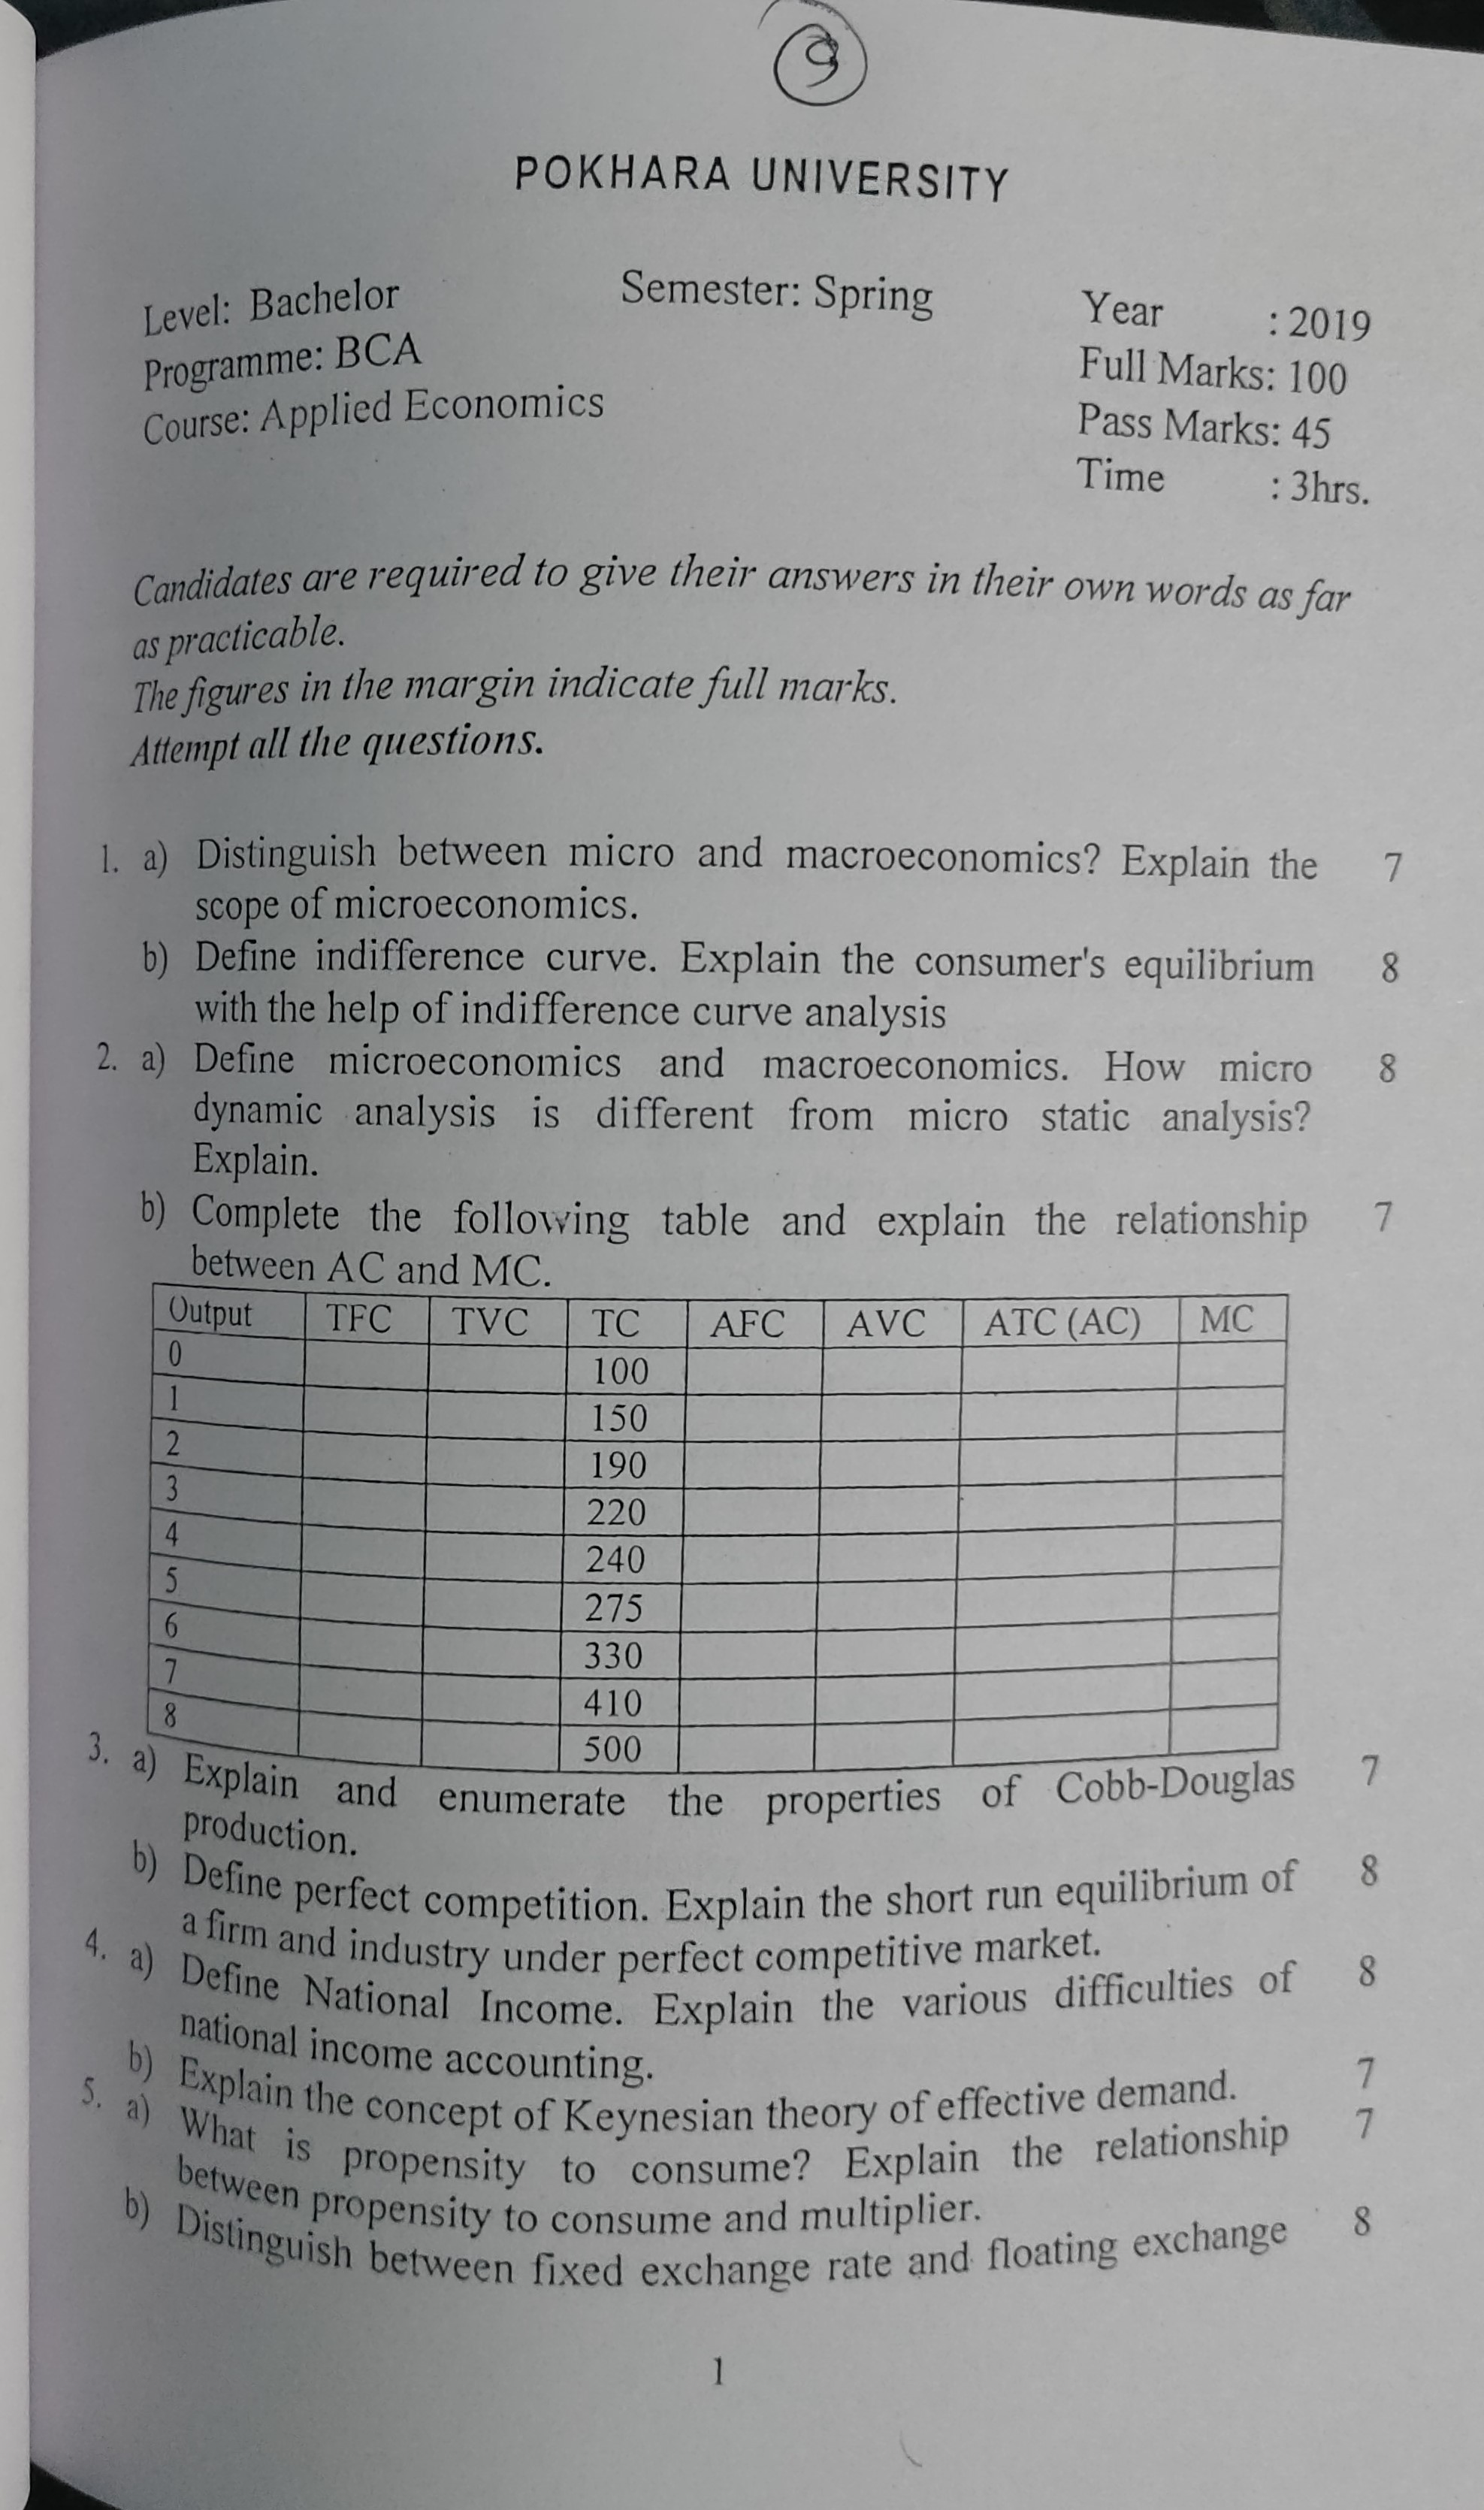 9
POKHARA UNIVERSITY
Level: Bachelor Semester: Spring Year : 2019
Programme: BCA Full Marks: 100
Course: Applied Economics Pass Marks: 45
Time : 3hrs.
Candidates are required to give their answers in their own words as far
as practicable.
The figures in the margin indicate full marks.
Attempt all the questions.
1. a) Distinguish between micro and macroeconomics? Explain the 7
scope of microeconomics.
b) Define indifference curve. Explain the consumer's equilibrium 8
with the help of indifference curve analysis
2. a) Define microeconomics and macroeconomics. How micro 8
dynamic analysis is different from micro static analysis?
Explain.
b) Complete the following table and explain the relationship 7
between AC and MC.
Output TFC TVC TC AFC AVC ATC (AC) MC
0 100
1 150
2 190
3 220
4 240
5 275
6 330
7 410
8 500
3. a) Explain and enumerate the properties of Cobb-Douglas 7
production.
b) Define perfect competition. Explain the short run equilibrium of 8
a firm and industry under perfect competitive market.
4. a) Define National Income. Explain the various difficulties of 8
national income accounting.
b) Explain the concept of Keynesian theory of effective demand. 7
5. a) What is propensity to consume? Explain the relationship 7
between propensity to consume and multiplier.
b) Distinguish between fixed exchange rate and floating exchange 8
1